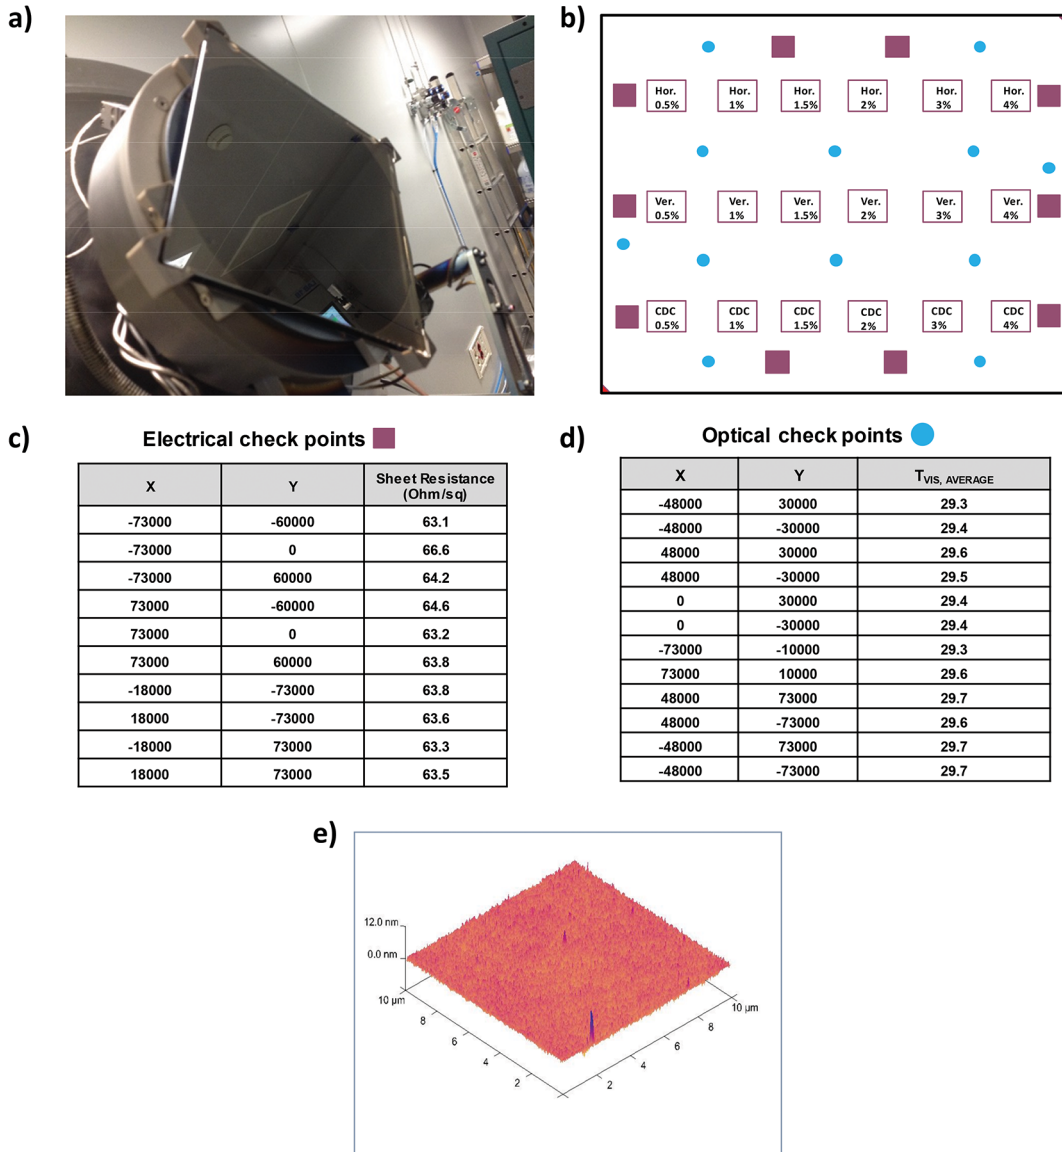 a)
b)
Hor. Hor. Hor. Hor. Hor. Hor.
0.5% 1% 1.5% 2% 3% 4%
Ver. Ver. Ver. Ver. Ver. Ver.
0.5% 1% 1.5% 2% 3% 4%
CDC CDC CDC CDC CDC CDC
0.5% 1% 1.5% 2% 3% 4%
c)
Electrical check points
X Y Sheet Resistance
(Ohm/sq)
-73000 -60000 63.1
-73000 0 66.6
-73000 60000 64.2
73000 -60000 64.6
73000 0 63.2
73000 60000 63.8
-18000 -73000 63.8
18000 -73000 63.6
-18000 73000 63.3
18000 73000 63.5
d)
Optical check points
X Y TVIS, AVERAGE
-48000 30000 29.3
-48000 -30000 29.4
48000 30000 29.6
48000 -30000 29.5
0 30000 29.4
0 -30000 29.4
-73000 -10000 29.3
73000 10000 29.6
48000 73000 29.7
48000 -73000 29.6
-48000 73000 29.7
-48000 -73000 29.7
e)
12.0 nm
0.0 nm
10 µm 10 µm
8 8
6 6
4 4
2 2